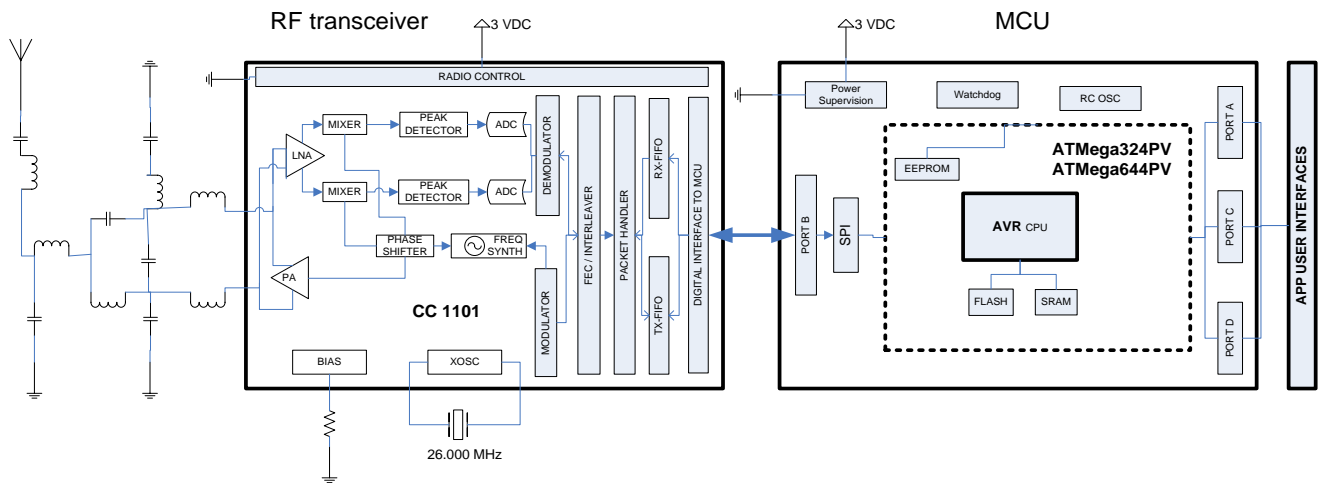 RF transceiver
3 VDC
3 VDC
MCU
RADIO CONTROL
MIXER
PEAK
DETECTOR
ADC
LNA
MIXER
PEAK
DETECTOR
ADC
PHASE
SHIFTER
FREQ
SYNTH
PA
CC 1101
DEMODULATOR
MODULATOR
FEC / INTERLEAVER
PACKET HANDLER
RX-FIFO
TX-FIFO
DIGITAL INTERFACE TO MCU
BIAS
XOSC
26.000 MHz
Power
Supervision
Watchdog
RC OSC
PORT B
SPI
EEPROM
ATMega324PV
ATMega644PV
AVR CPU
FLASH
SRAM
PORT A
PORT C
PORT D
APP USER INTERFACES